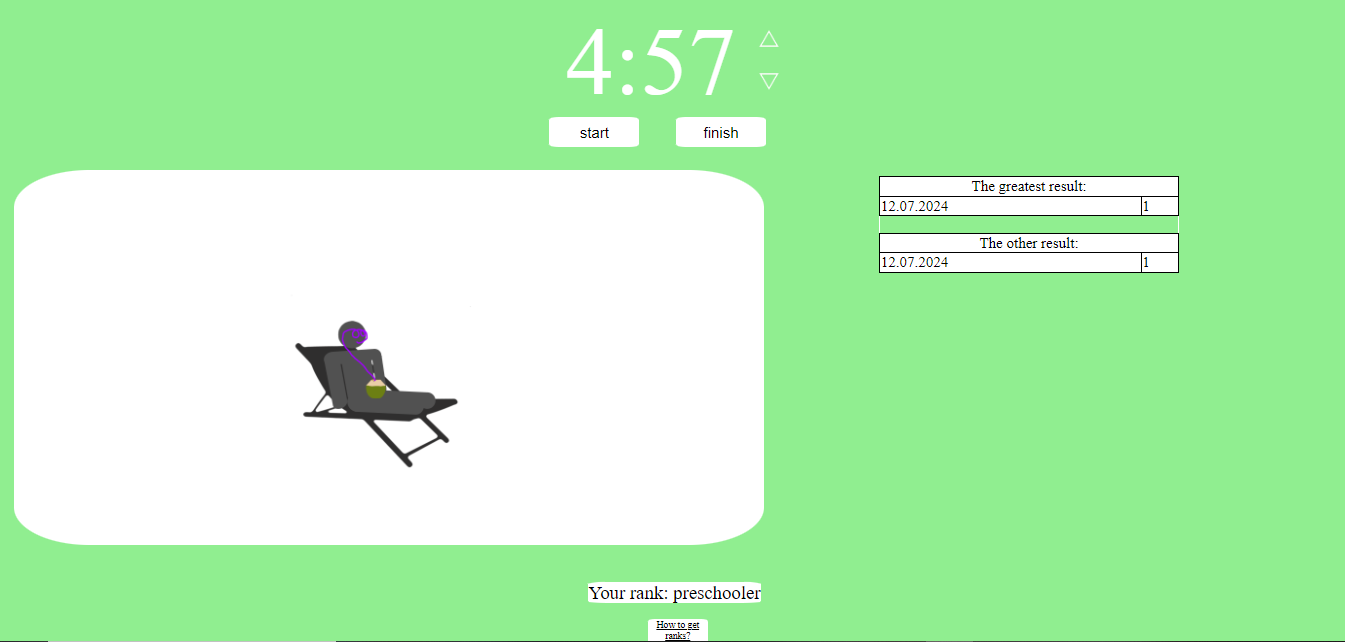 4:57
start
finish
The greatest result:
12.07.2024 1
The other result:
12.07.2024 1
Your rank: preschooler
How to get
ranks?